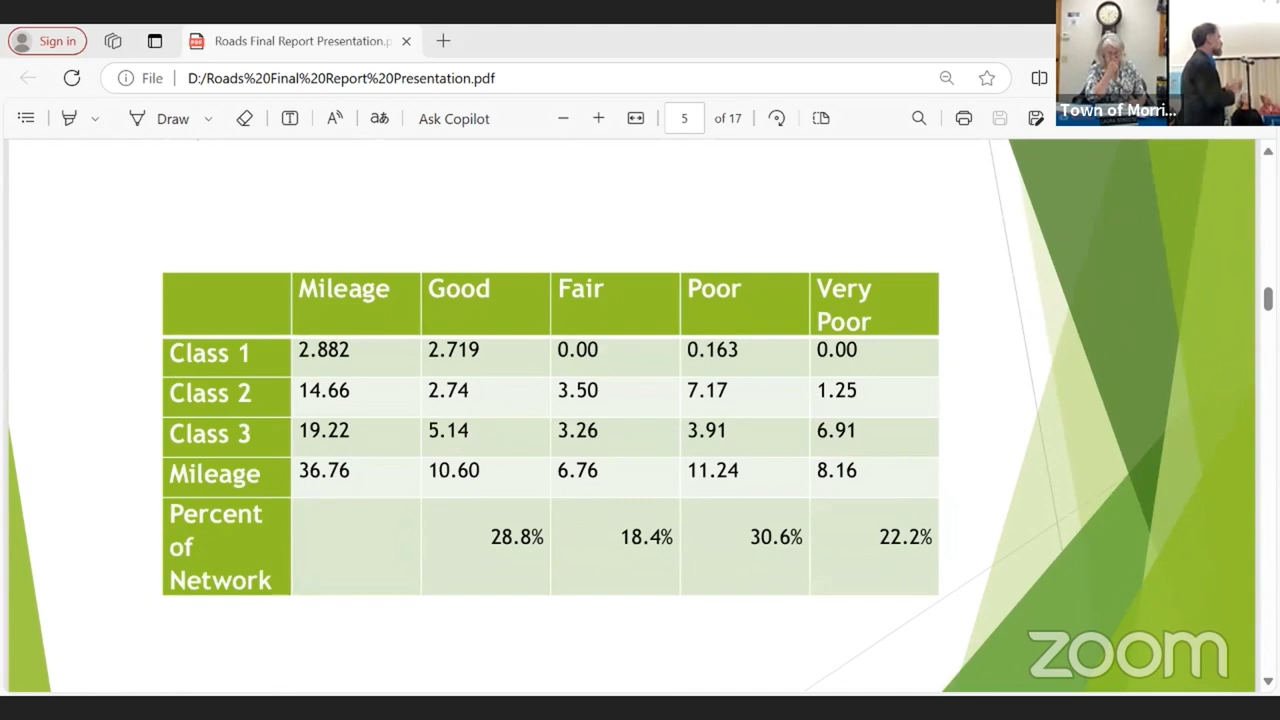 Sign in
Roads Final Report Presentation.p
File D:/Roads%20Final%20Report%20Presentation.pdf
Draw
Ask Copilot
5 of 17
Town of Morri...
Mileage Good Fair Poor Very Poor
Class 1 2.882 2.719 0.00 0.163 0.00
Class 2 14.66 2.74 3.50 7.17 1.25
Class 3 19.22 5.14 3.26 3.91 6.91
Mileage 36.76 10.60 6.76 11.24 8.16
Percent of Network 28.8% 18.4% 30.6% 22.2%
zoom